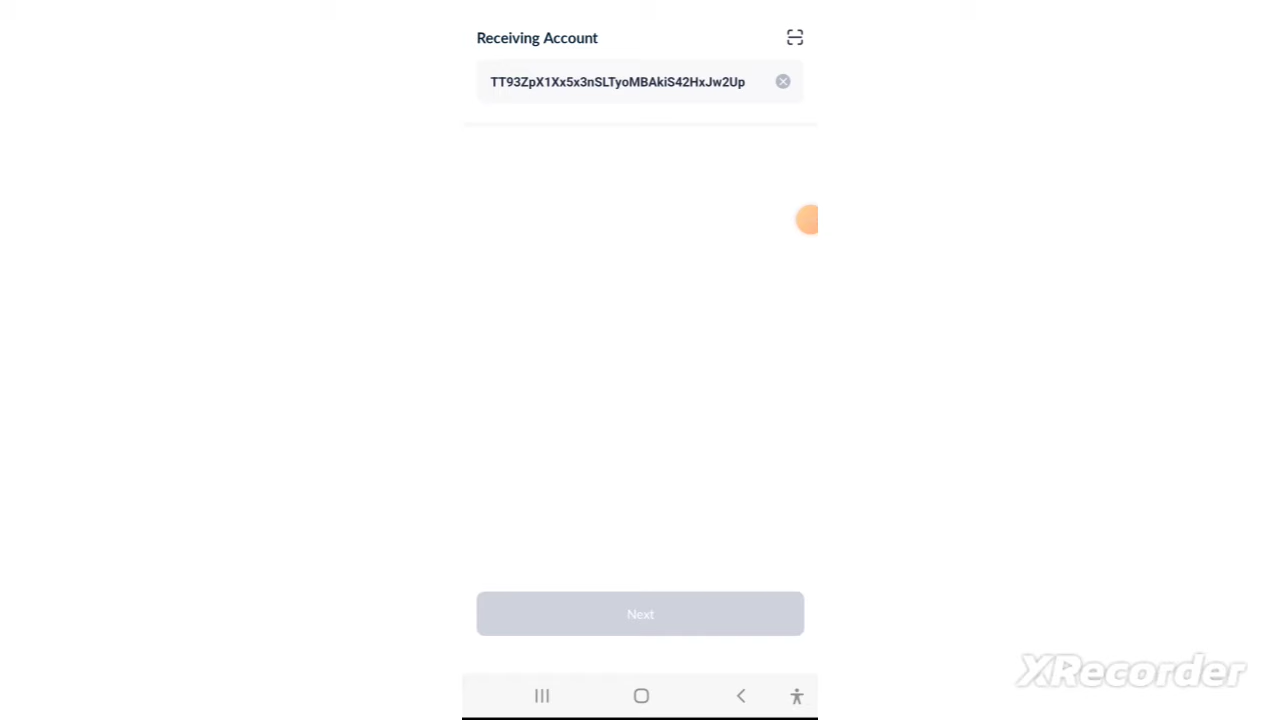 Receiving Account
TT93ZpX1Xx5x3nSLTyoMBAkiS42HxJw2Up
Next
XRecorder